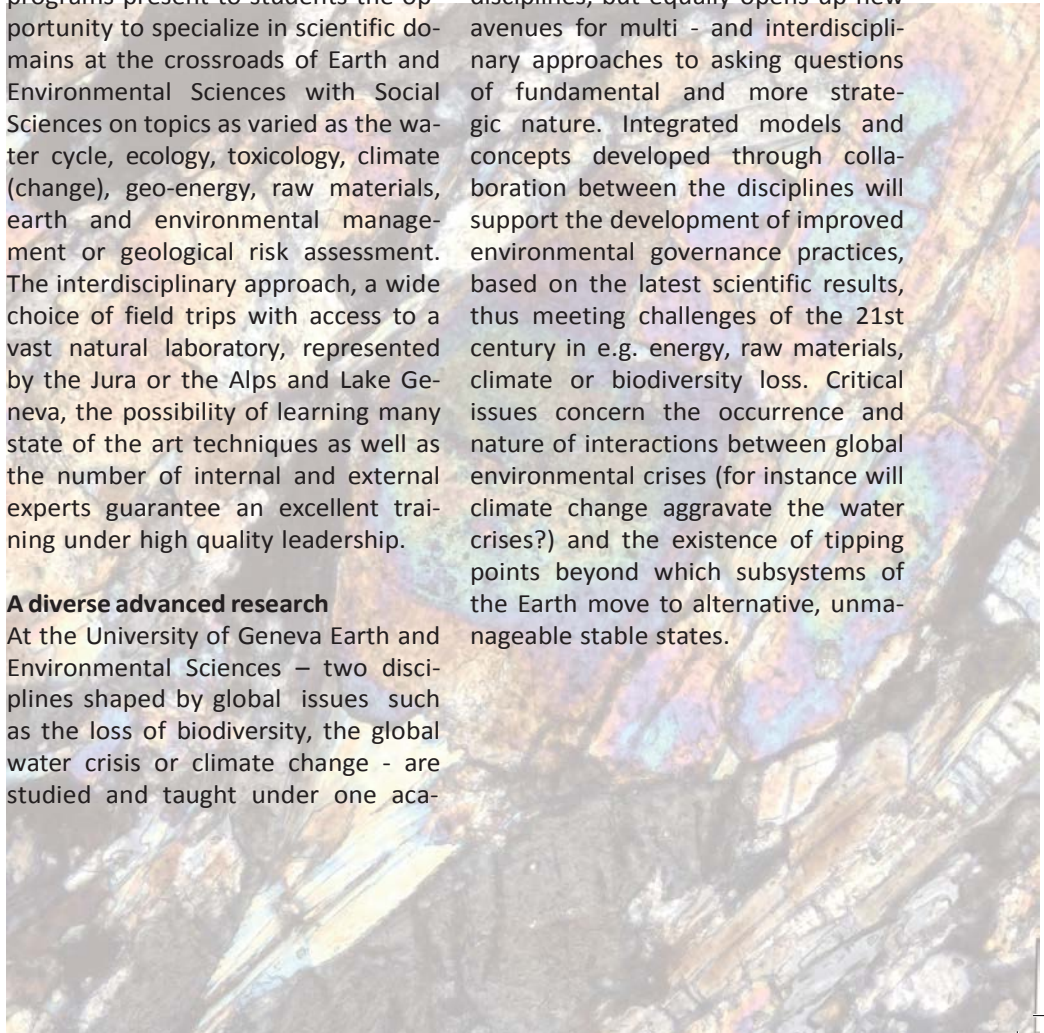 programs present to students the op-
portunity to specialize in scientific do-
mains at the crossroads of Earth and
Environmental Sciences with Social
Sciences on topics as varied as the wa-
ter cycle, ecology, toxicology, climate
(change), geo-energy, raw materials,
earth and environmental manage-
ment or geological risk assessment.
The interdisciplinary approach, a wide
choice of field trips with access to a
vast natural laboratory, represented
by the Jura or the Alps and Lake Ge-
neva, the possibility of learning many
state of the art techniques as well as
the number of internal and external
experts guarantee an excellent trai-
ning under high quality leadership.

A diverse advanced research
At the University of Geneva Earth and
Environmental Sciences – two disci-
plines shaped by global issues such
as the loss of biodiversity, the global
water crisis or climate change - are
studied and taught under one aca-

disciplines, but equally opens up new
avenues for multi - and interdiscipli-
nary approaches to asking questions
of fundamental and more strate-
gic nature. Integrated models and
concepts developed through colla-
boration between the disciplines will
support the development of improved
environmental governance practices,
based on the latest scientific results,
thus meeting challenges of the 21st
century in e.g. energy, raw materials,
climate or biodiversity loss. Critical
issues concern the occurrence and
nature of interactions between global
environmental crises (for instance will
climate change aggravate the water
crises?) and the existence of tipping
points beyond which subsystems of
the Earth move to alternative, unma-
nageable stable states.